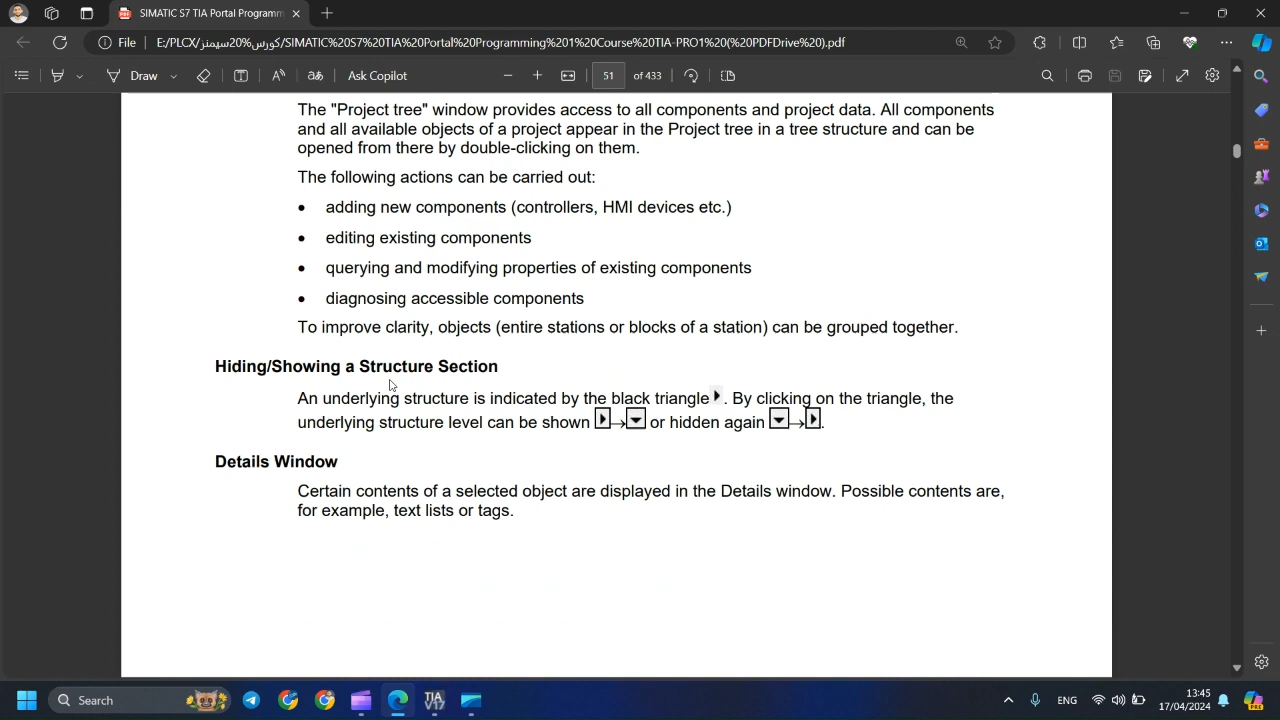 SIMATIC S7 TIA Portal Programm
File
E:/PLCX/كورس%20سيمنز/SIMATIC%20S7%20TIA%20Portal%20Programming%201%20Course%20TIA-PRO1%20(%20PDFDrive%20).pdf
Draw
Ask Copilot
51 of 433
The "Project tree" window provides access to all components and project data. All components
and all available objects of a project appear in the Project tree in a tree structure and can be
opened from there by double-clicking on them.
The following actions can be carried out:
• adding new components (controllers, HMI devices etc.)
• editing existing components
• querying and modifying properties of existing components
• diagnosing accessible components
To improve clarity, objects (entire stations or blocks of a station) can be grouped together.
Hiding/Showing a Structure Section
An underlying structure is indicated by the black triangle. By clicking on the triangle, the
underlying structure level can be shown → or hidden again →.
Details Window
Certain contents of a selected object are displayed in the Details window. Possible contents are,
for example, text lists or tags.
Search
TIA
V17
ENG
13:45
17/04/2024